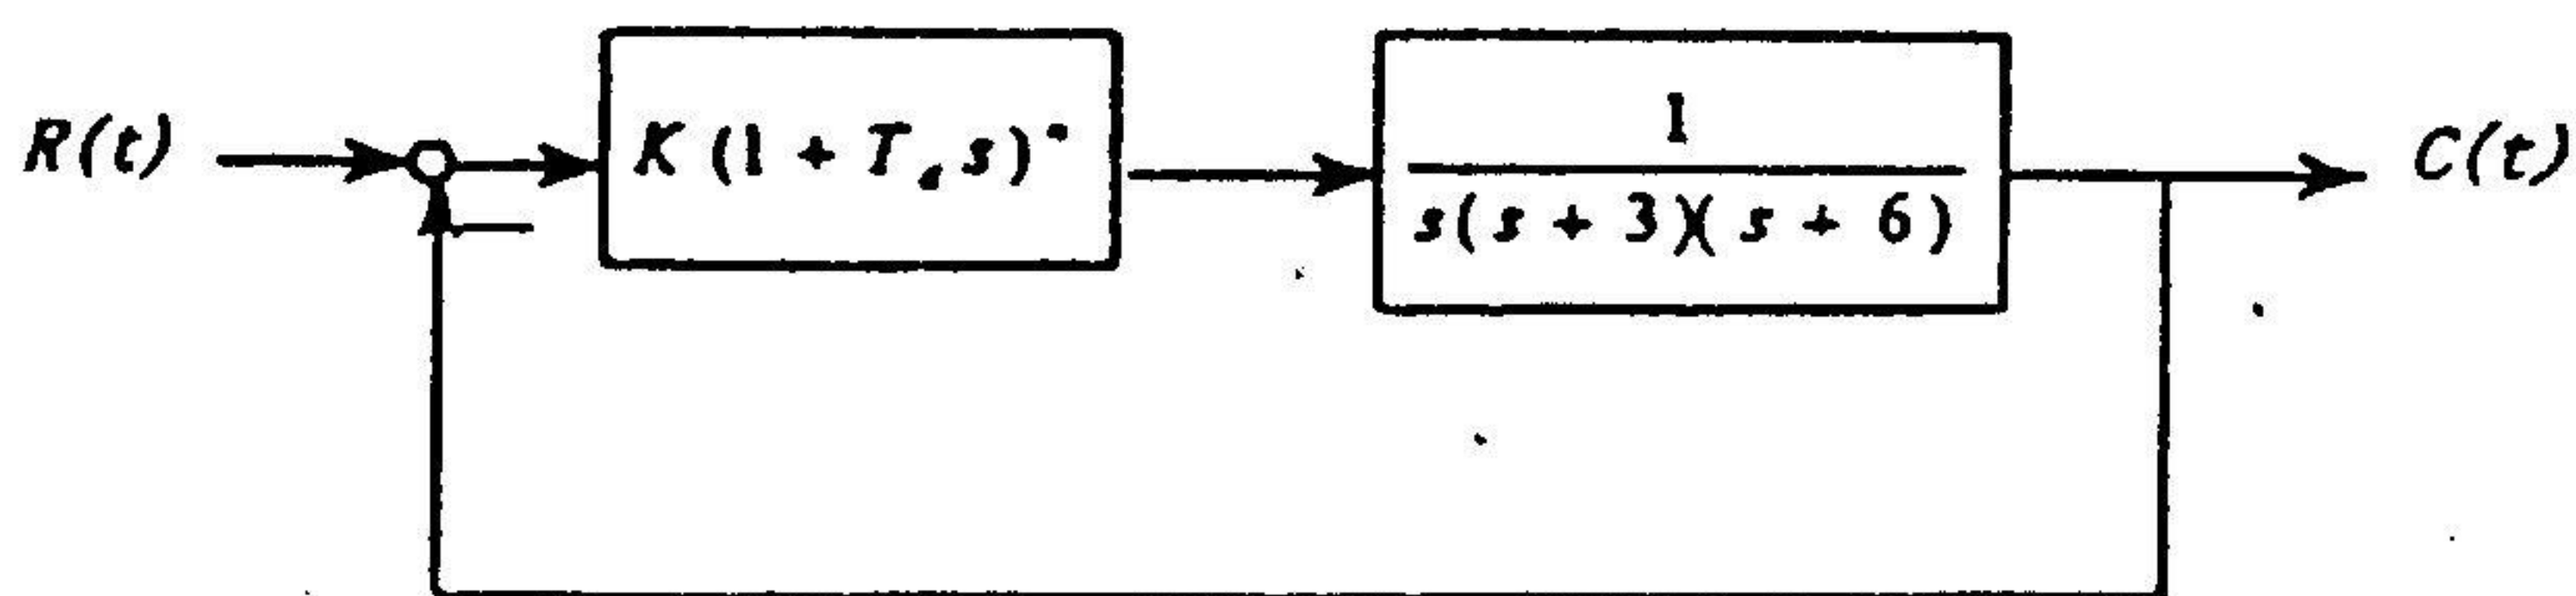 R(t)
K(1 + T_d s)
1
s(s + 3)(s + 6)
C(t)